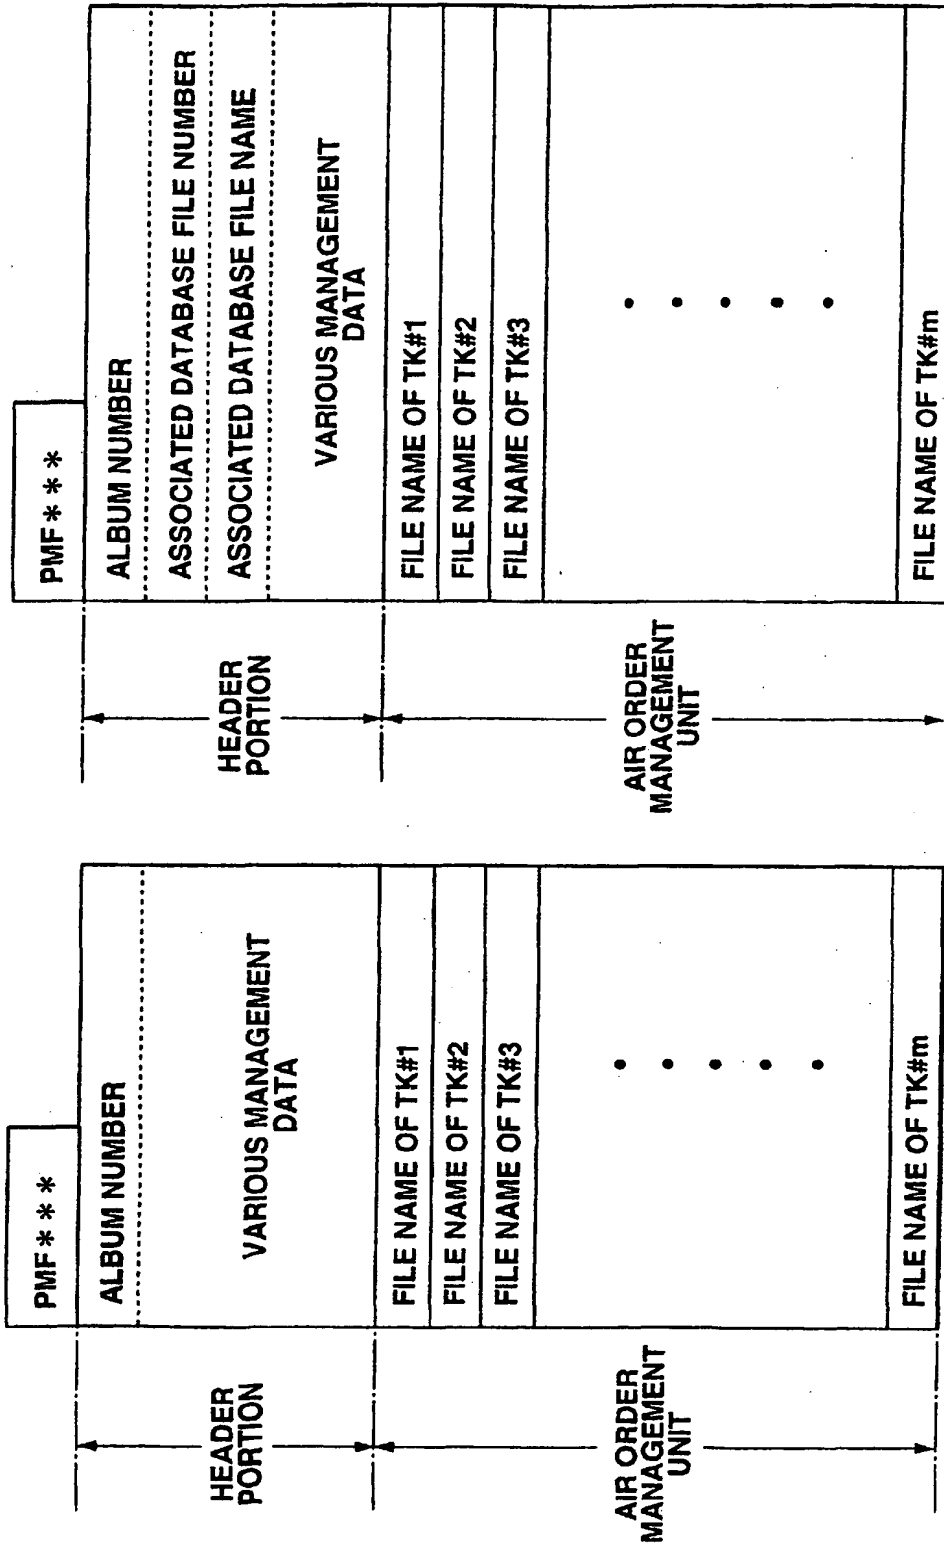 PMF***
HEADER
PORTION
ALBUM NUMBER
VARIOUS MANAGEMENT
DATA
AIR ORDER
MANAGEMENT
UNIT
FILE NAME OF TK#1
FILE NAME OF TK#2
FILE NAME OF TK#3
FILE NAME OF TK#m
PMF***
HEADER
PORTION
ALBUM NUMBER
ASSOCIATED DATABASE FILE NUMBER
ASSOCIATED DATABASE FILE NAME
VARIOUS MANAGEMENT
DATA
AIR ORDER
MANAGEMENT
UNIT
FILE NAME OF TK#1
FILE NAME OF TK#2
FILE NAME OF TK#3
FILE NAME OF TK#m